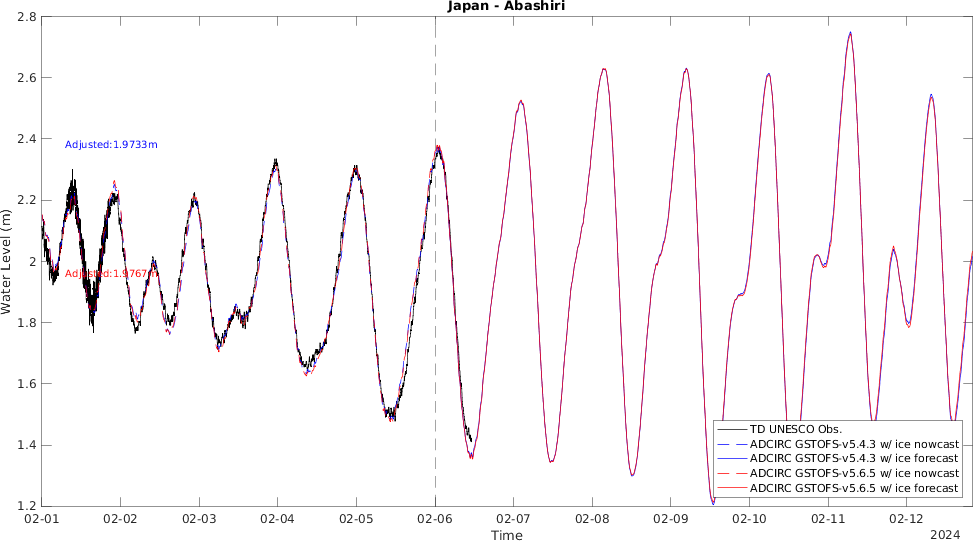 Japan - Abashiri
2.8
2.6
2.4
2.2
2
1.8
1.6
1.4
1.2
Water Level (m)
Adjusted:1.9733m
Adjusted:1.9767m
TD UNESCO Obs.
ADCIRC GSTOFS-v5.4.3 w/ ice nowcast
ADCIRC GSTOFS-v5.4.3 w/ ice forecast
ADCIRC GSTOFS-v5.6.5 w/ ice nowcast
ADCIRC GSTOFS-v5.6.5 w/ ice forecast
02-01 02-02 02-03 02-04 02-05 02-06 02-07 02-08 02-09 02-10 02-11 02-12
Time
2024